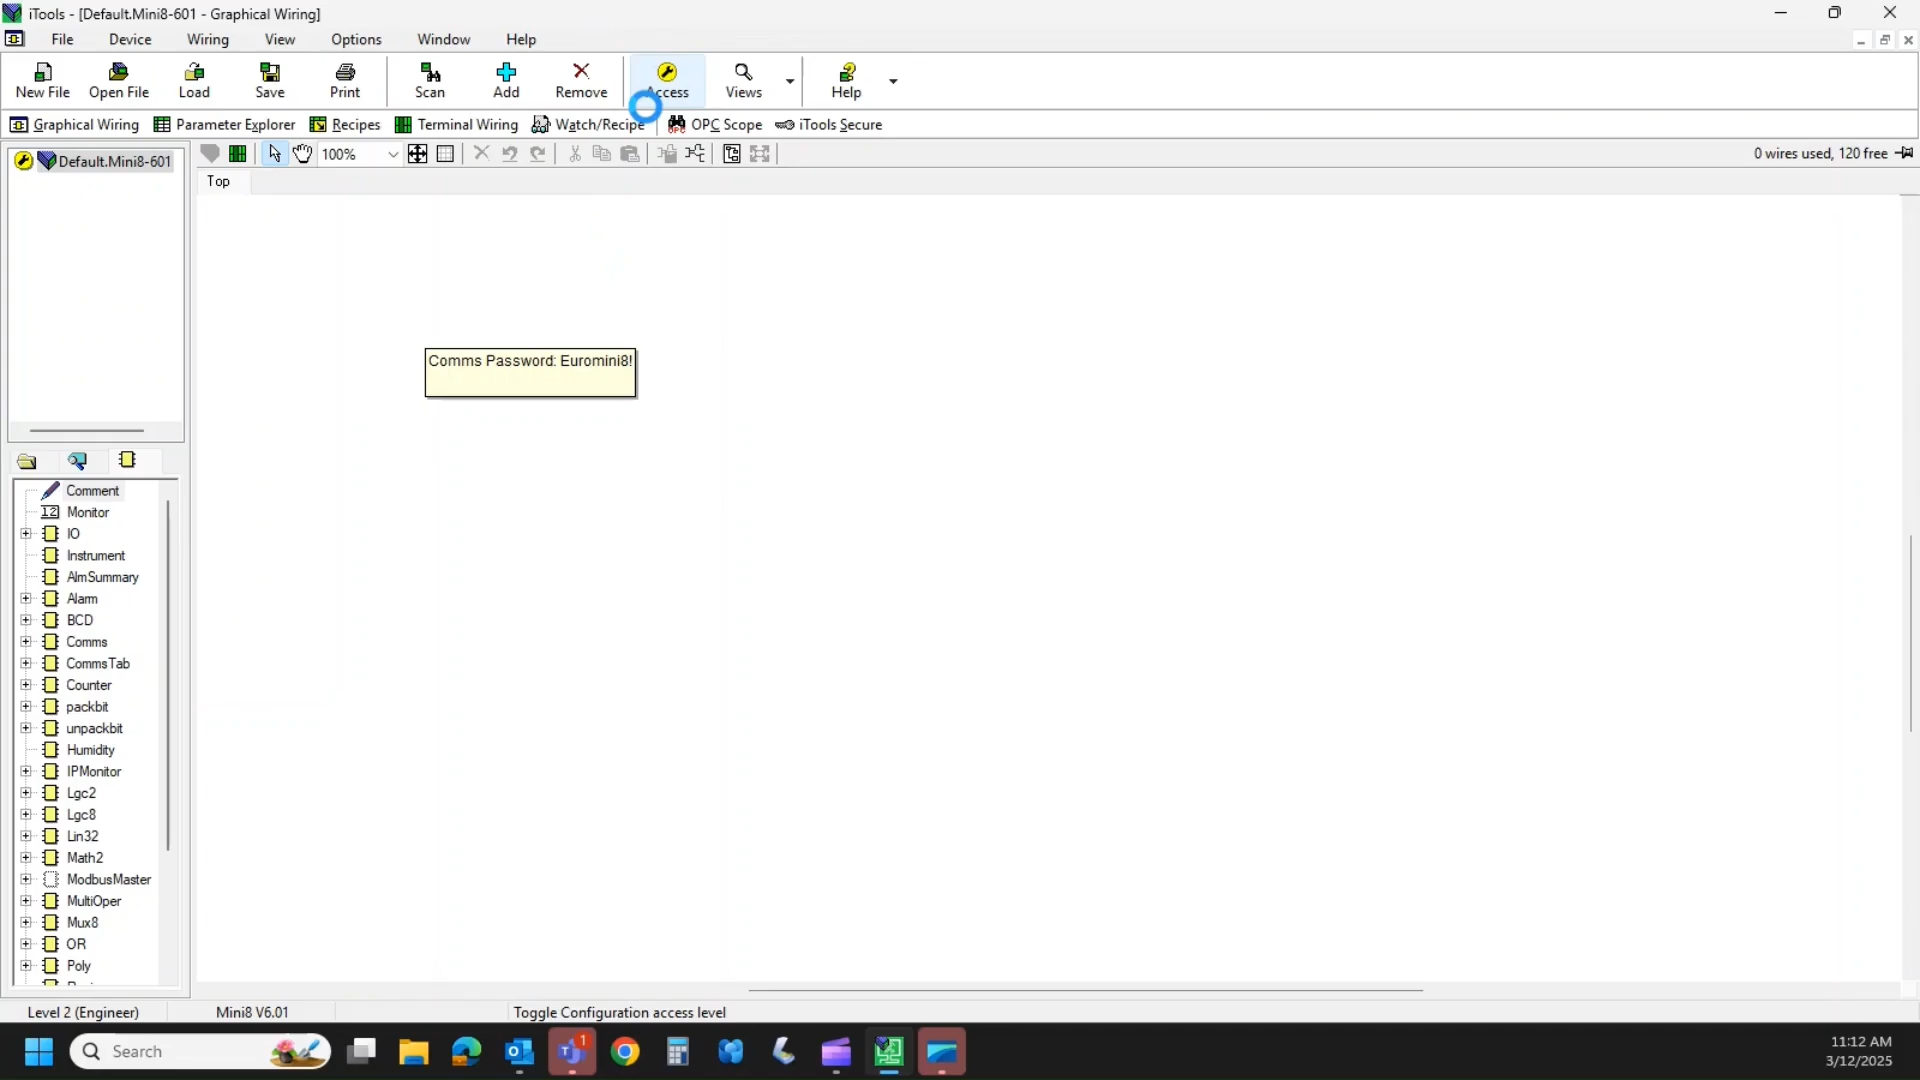 iTools - [Default.Mini8-601 - Graphical Wiring]
File Device Wiring View Options Window Help
New File Open File Load Save Print Scan Add Remove Access Views Help
Graphical Wiring Parameter Explorer Recipes Terminal Wiring Watch/Recipe OPC Scope iTools Secure
Default.Mini8-601
100%
0 wires used, 120 free
Top
Comms Password: Euromini8!
Comment
12 Monitor
IO
Instrument
AlmSummary
Alarm
BCD
Comms
CommsTab
Counter
packbit
unpackbit
Humidity
IPMonitor
Lgc2
Lgc8
Lin32
Math2
ModbusMaster
MultiOper
Mux8
OR
Poly
Level 2 (Engineer) Mini8 V6.01 Toggle Configuration access level
Search
1
11:12 AM
3/12/2025